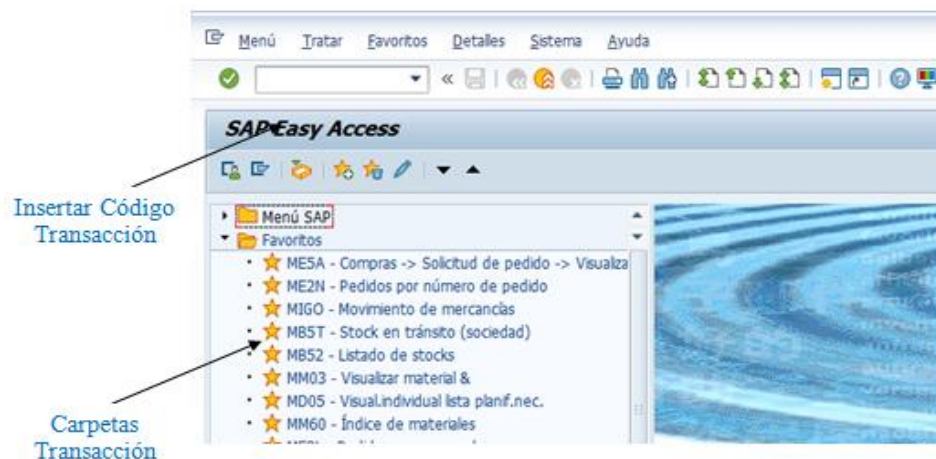 Menú Tratar Favoritos Detalles Sistema Ayuda
SAP Easy Access
Insertar Código
Transacción
Menú SAP
Favoritos
ME5A - Compras -> Solicitud de pedido -> Visualiza
ME2N - Pedidos por número de pedido
MIGO - Movimiento de mercancías
MB5T - Stock en tránsito (sociedad)
MB52 - Listado de stocks
MM03 - Visualizar material &
MD05 - Visual.individual lista planif.nec.
MM60 - Índice de materiales
Carpetas
Transacción